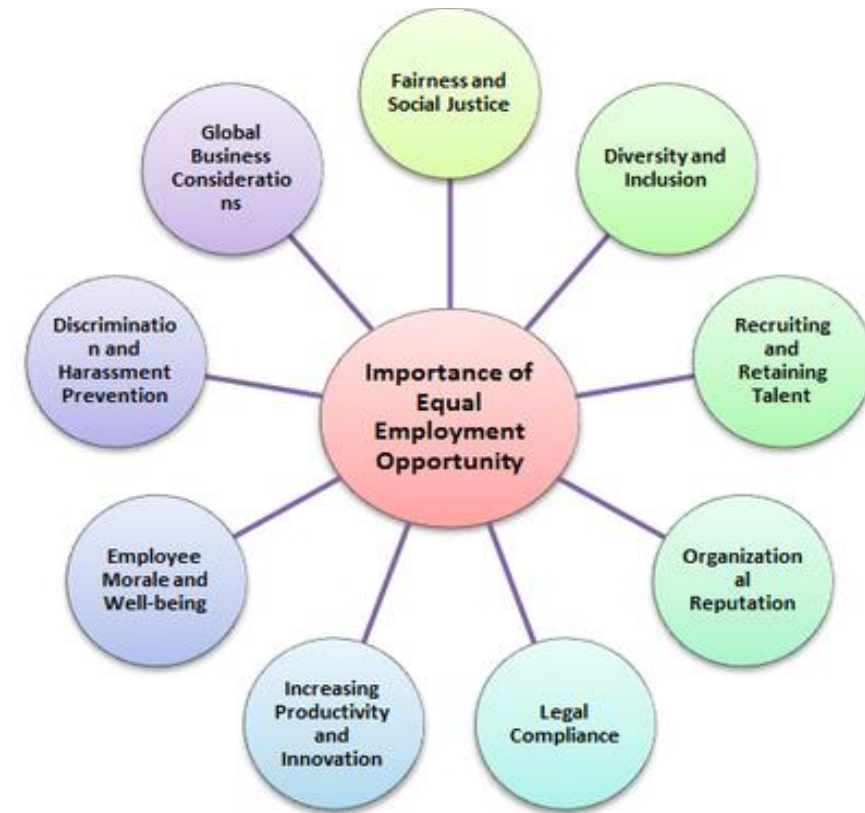 Fairness and
Social Justice
Diversity and
Inclusion
Recruiting
and
Retaining
Talent
Organization
al
Reputation
Legal
Compliance
Increasing
Productivity
and
Innovation
Employee
Morale and
Well-being
Discriminatio
n and
Harassment
Prevention
Global
Business
Consideratio
ns
Importance of
Equal
Employment
Opportunity